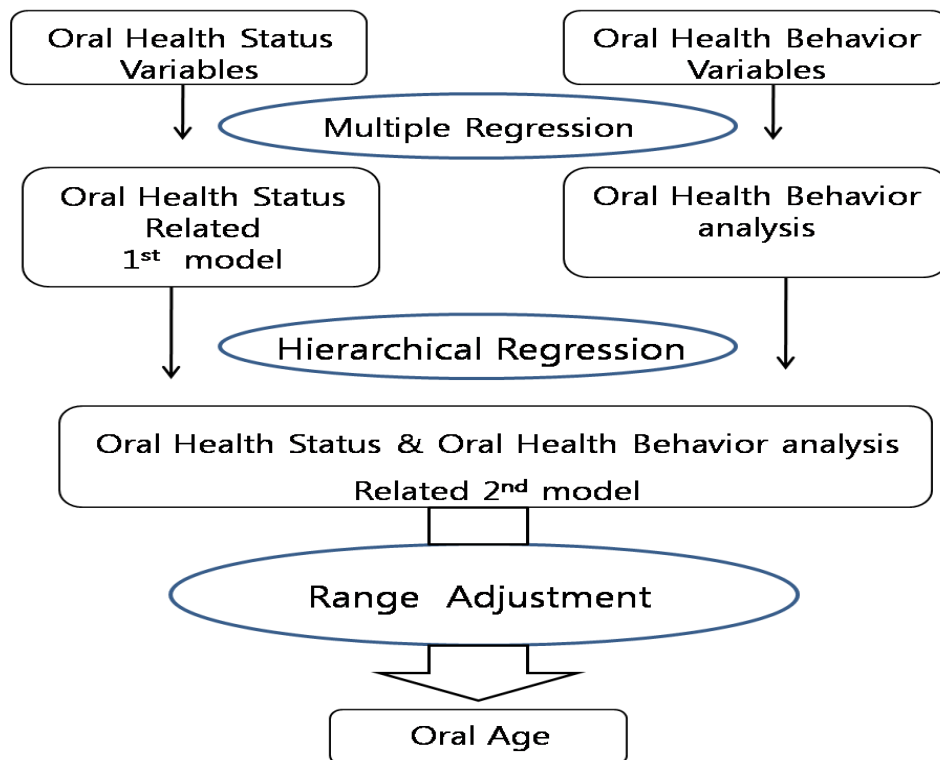 Oral Health Status
Variables
Oral Health Behavior
Variables
Multiple Regression
Oral Health Status
Related
1st model
Oral Health Behavior
analysis
Hierarchical Regression
Oral Health Status & Oral Health Behavior analysis
Related 2nd model
Range Adjustment
Oral Age